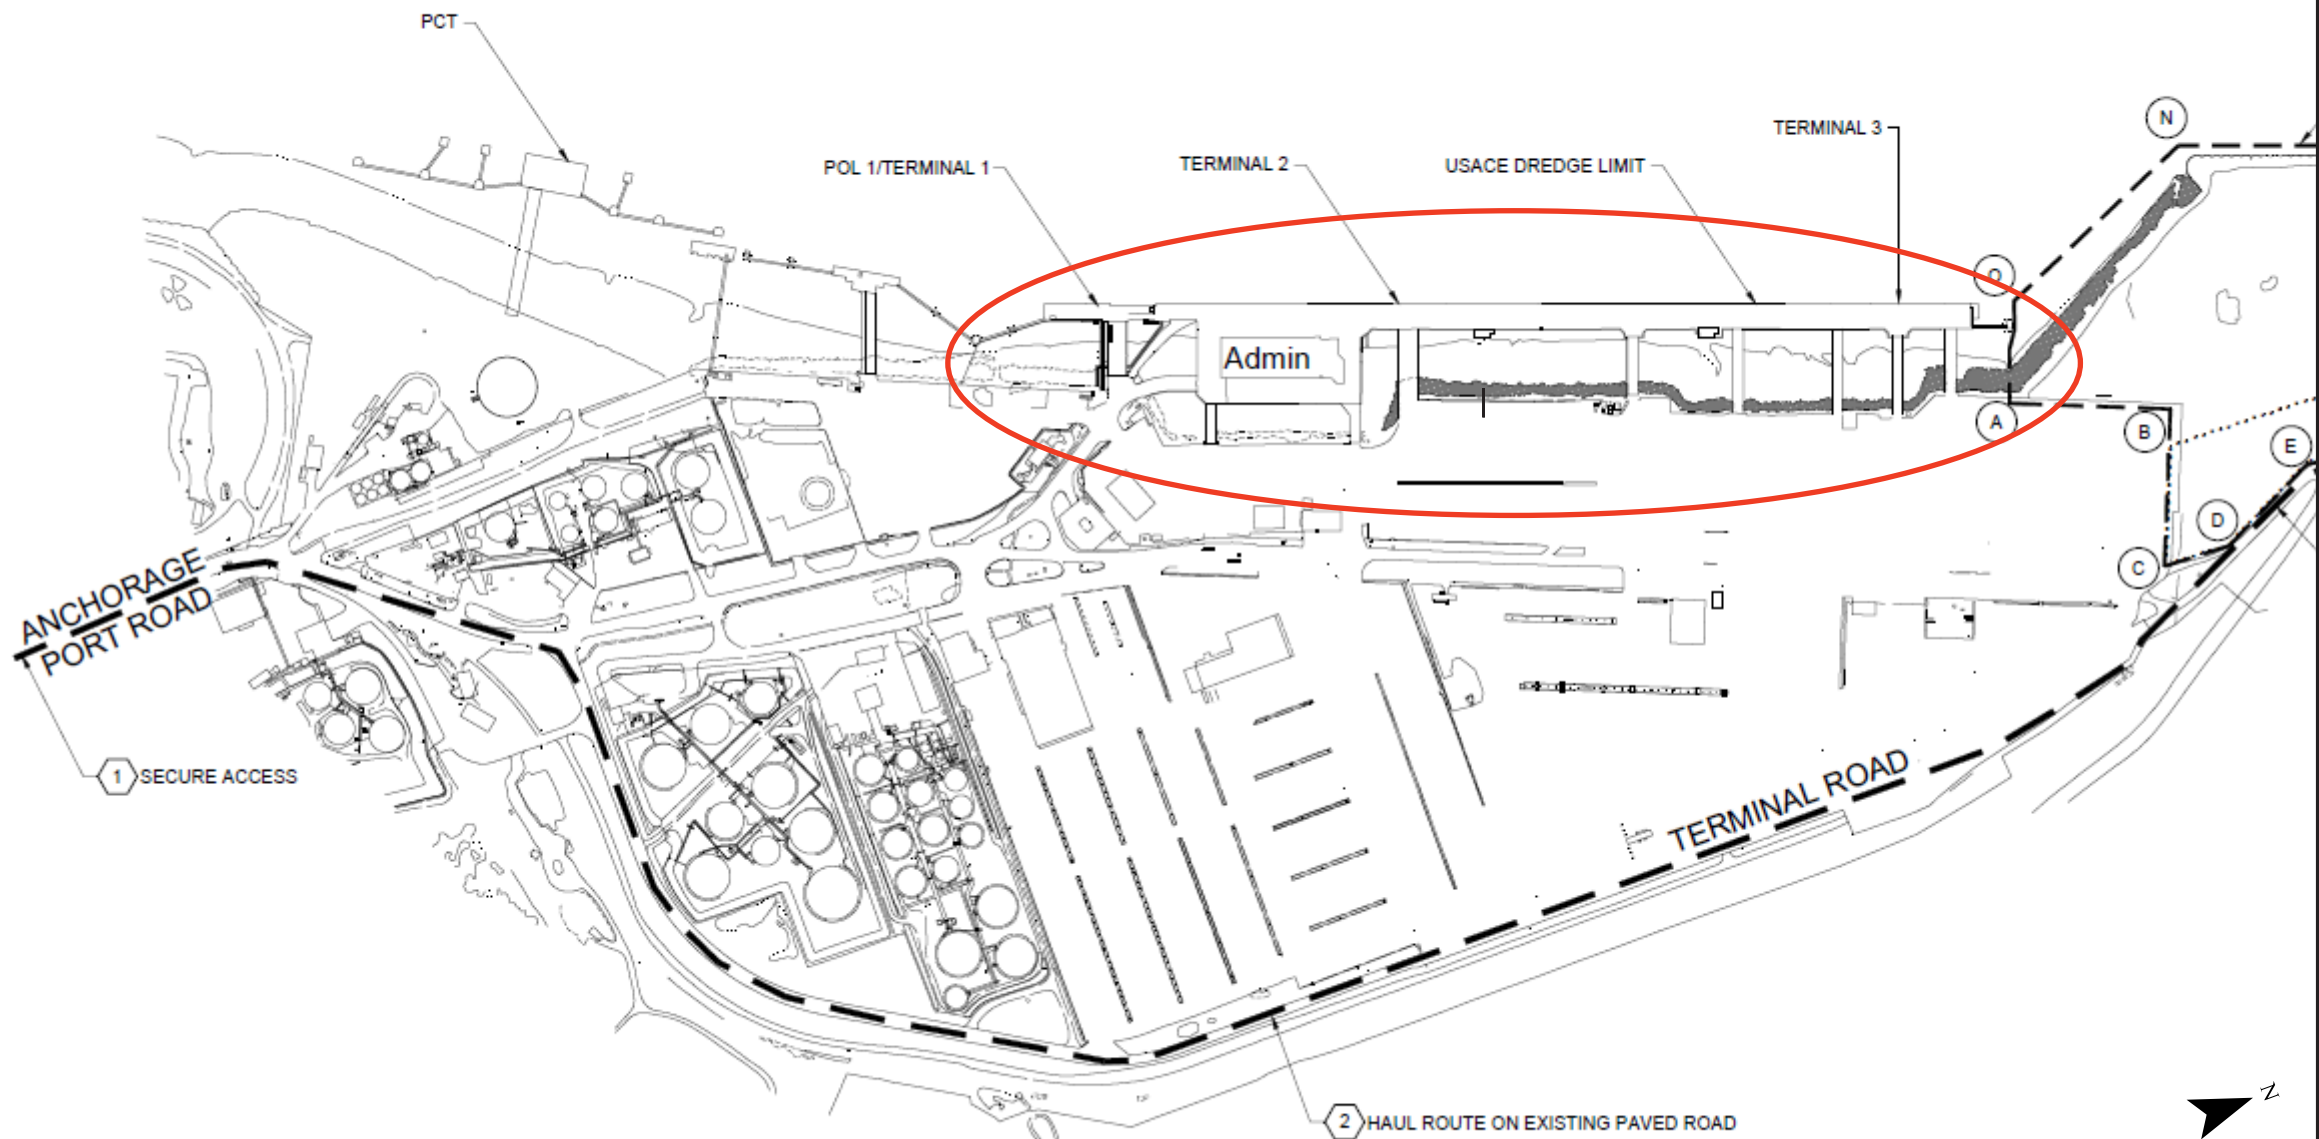 PCT
POL 1/TERMINAL 1
TERMINAL 2
USACE DREDGE LIMIT
TERMINAL 3
N
O
Admin
A
B
E
D
C
ANCHORAGE
PORT ROAD
1 SECURE ACCESS
TERMINAL ROAD
2 HAUL ROUTE ON EXISTING PAVED ROAD
N